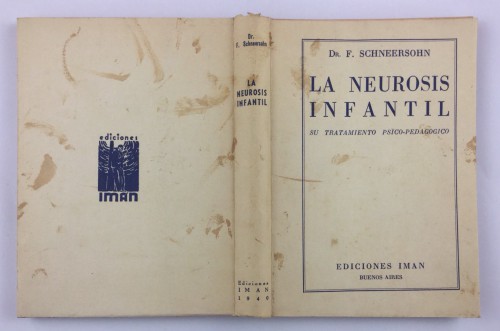 ediciones
IMAN
Dr.
F. Schneersohn
LA
NEUROSIS
INFANTIL
Ediciones
IMAN
1940
DR. F. SCHNEERSOHN
LA NEUROSIS
INFANTIL
SU TRATAMIENTO PSICO-PEDAGOGICO
EDICIONES IMAN
BUENOS AIRES